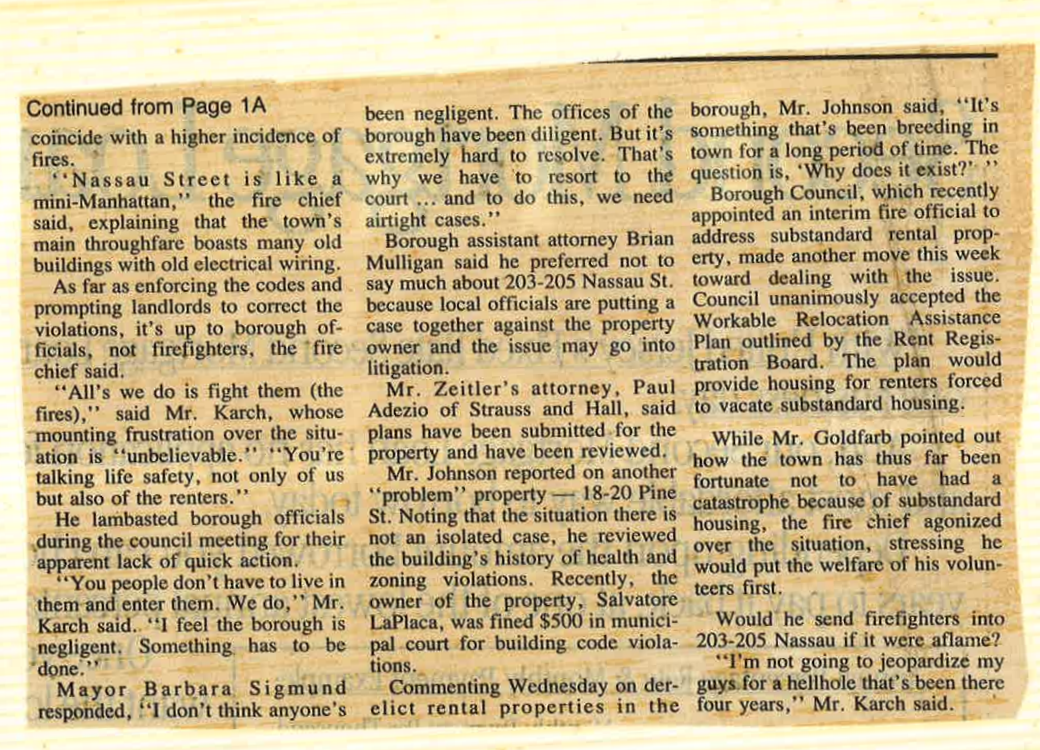 Continued from Page 1A
coincide with a higher incidence of
fires.
"Nassau Street is like a
mini-Manhattan," the fire chief
said, explaining that the town's
main throughfare boasts many old
buildings with old electrical wiring.
As far as enforcing the codes and
prompting landlords to correct the
violations, it's up to borough of-
ficials, not firefighters, the fire
chief said.
"All's we do is fight them (the
fires)," said Mr. Karch, whose
mounting frustration over the situ-
ation is "unbelievable." "You're
talking life safety, not only of us
but also of the renters."
He lambasted borough officials
during the council meeting for their
apparent lack of quick action.
"You people don't have to live in
them and enter them. We do," Mr.
Karch said. "I feel the borough is
negligent. Something has to be
done."
Mayor Barbara Sigmund
responded, "I don't think anyone's
been negligent. The offices of the
borough have been diligent. But it's
extremely hard to resolve. That's
why we have to resort to the
court ... and to do this, we need
airtight cases."
Borough assistant attorney Brian
Mulligan said he preferred not to
say much about 203-205 Nassau St.
because local officials are putting a
case together against the property
owner and the issue may go into
litigation.
Mr. Zeitler's attorney, Paul
Adezio of Strauss and Hall, said
plans have been submitted for the
property and have been reviewed.
Mr. Johnson reported on another
"problem" property — 18-20 Pine
St. Noting that the situation there is
not an isolated case, he reviewed
the building's history of health and
zoning violations. Recently, the
owner of the property, Salvatore
LaPlaca, was fined $500 in munici-
pal court for building code viola-
tions.
Commenting Wednesday on der-
elict rental properties in the
borough, Mr. Johnson said, "It's
something that's been breeding in
town for a long period of time. The
question is, 'Why does it exist?' "
Borough Council, which recently
appointed an interim fire official to
address substandard rental prop-
erty, made another move this week
toward dealing with the issue.
Council unanimously accepted the
Workable Relocation Assistance
Plan outlined by the Rent Regis-
tration Board. The plan would
provide housing for renters forced
to vacate substandard housing.
While Mr. Goldfarb pointed out
how the town has thus far been
fortunate not to have had a
catastrophe because of substandard
housing, the fire chief agonized
over the situation, stressing he
would put the welfare of his volun-
teers first.
Would he send firefighters into
203-205 Nassau if it were aflame?
"I'm not going to jeopardize my
guys for a hellhole that's been there
four years," Mr. Karch said.